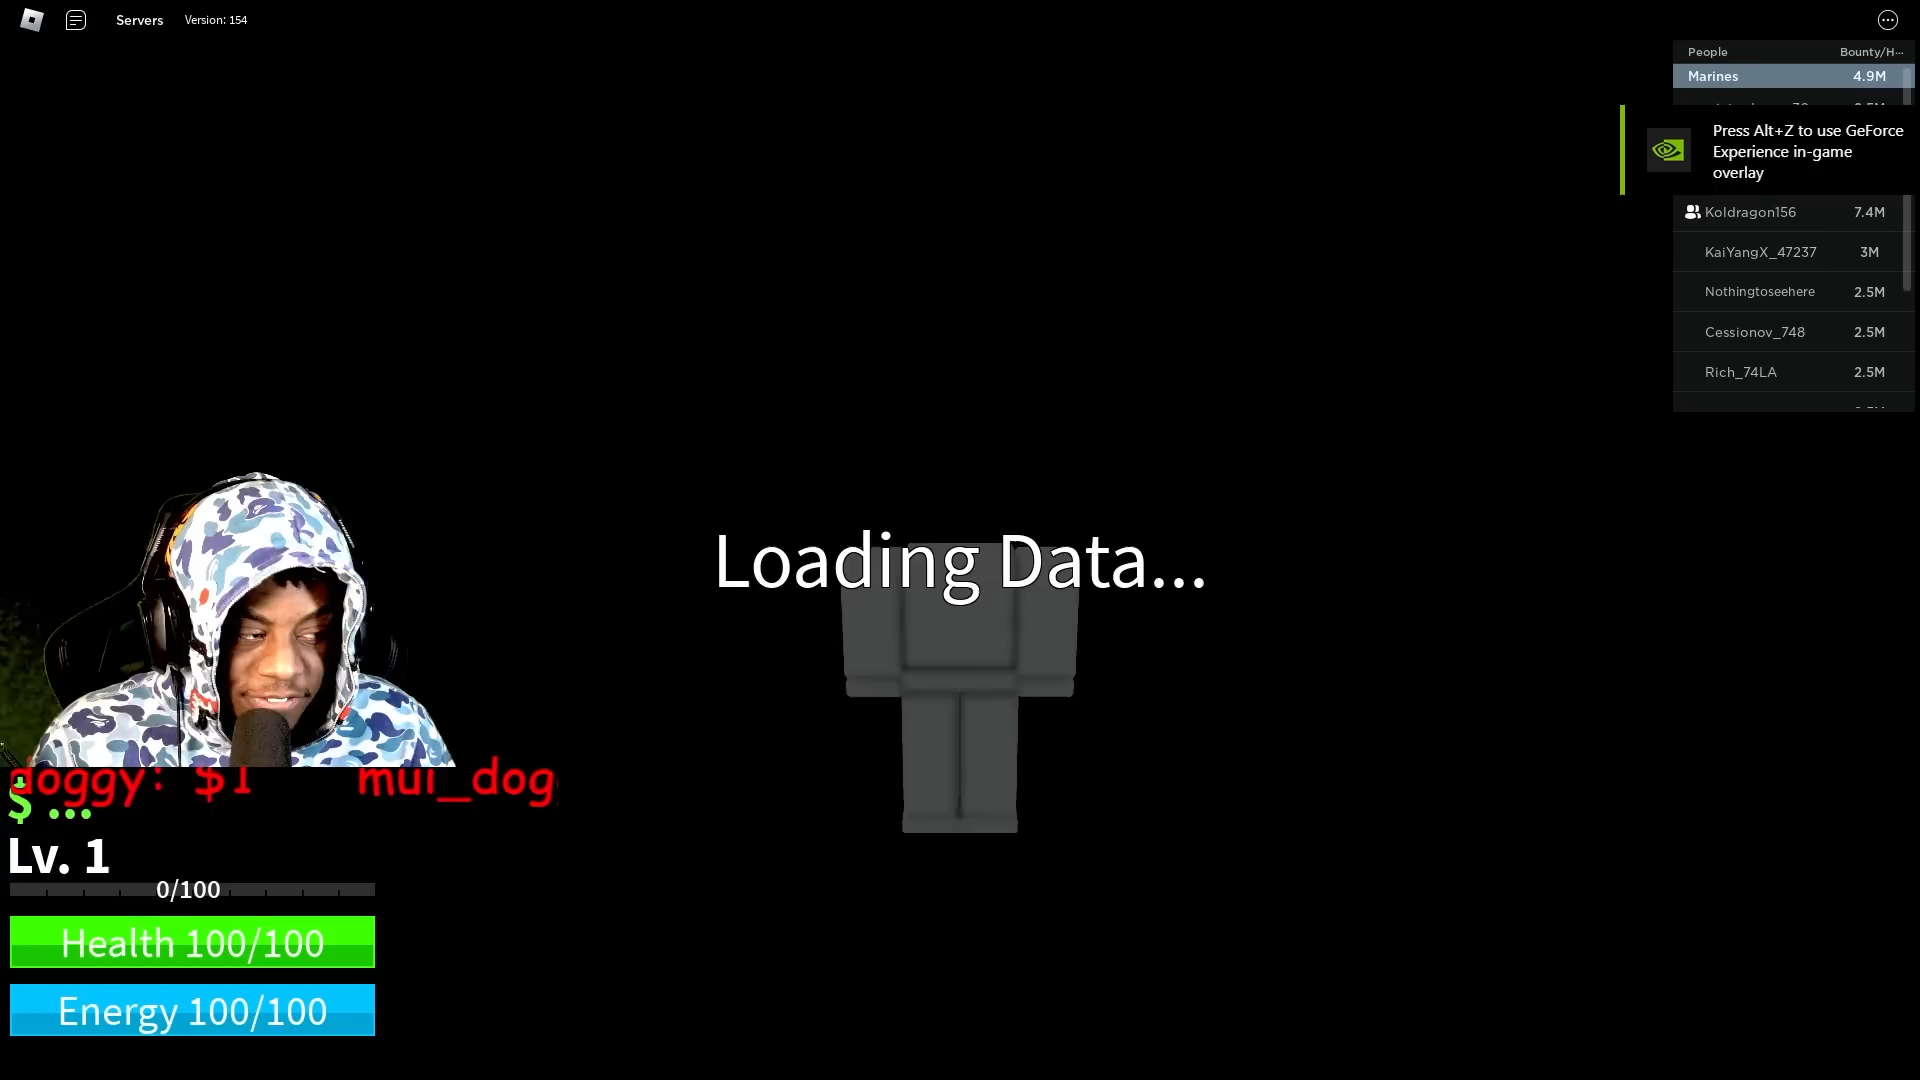 Servers Version: 154
People Bounty/H...
Marines 4.9M
Press Alt+Z to use GeForce
Experience in-game
overlay
Koldragon156 7.4M
KaiYangX_47237 3M
Nothingtoseehere 2.5M
Cessionov_748 2.5M
Rich_74LA 2.5M
Loading Data...
doggy: $1 mui_dog
$ ...
Lv. 1
0/100
Health 100/100
Energy 100/100